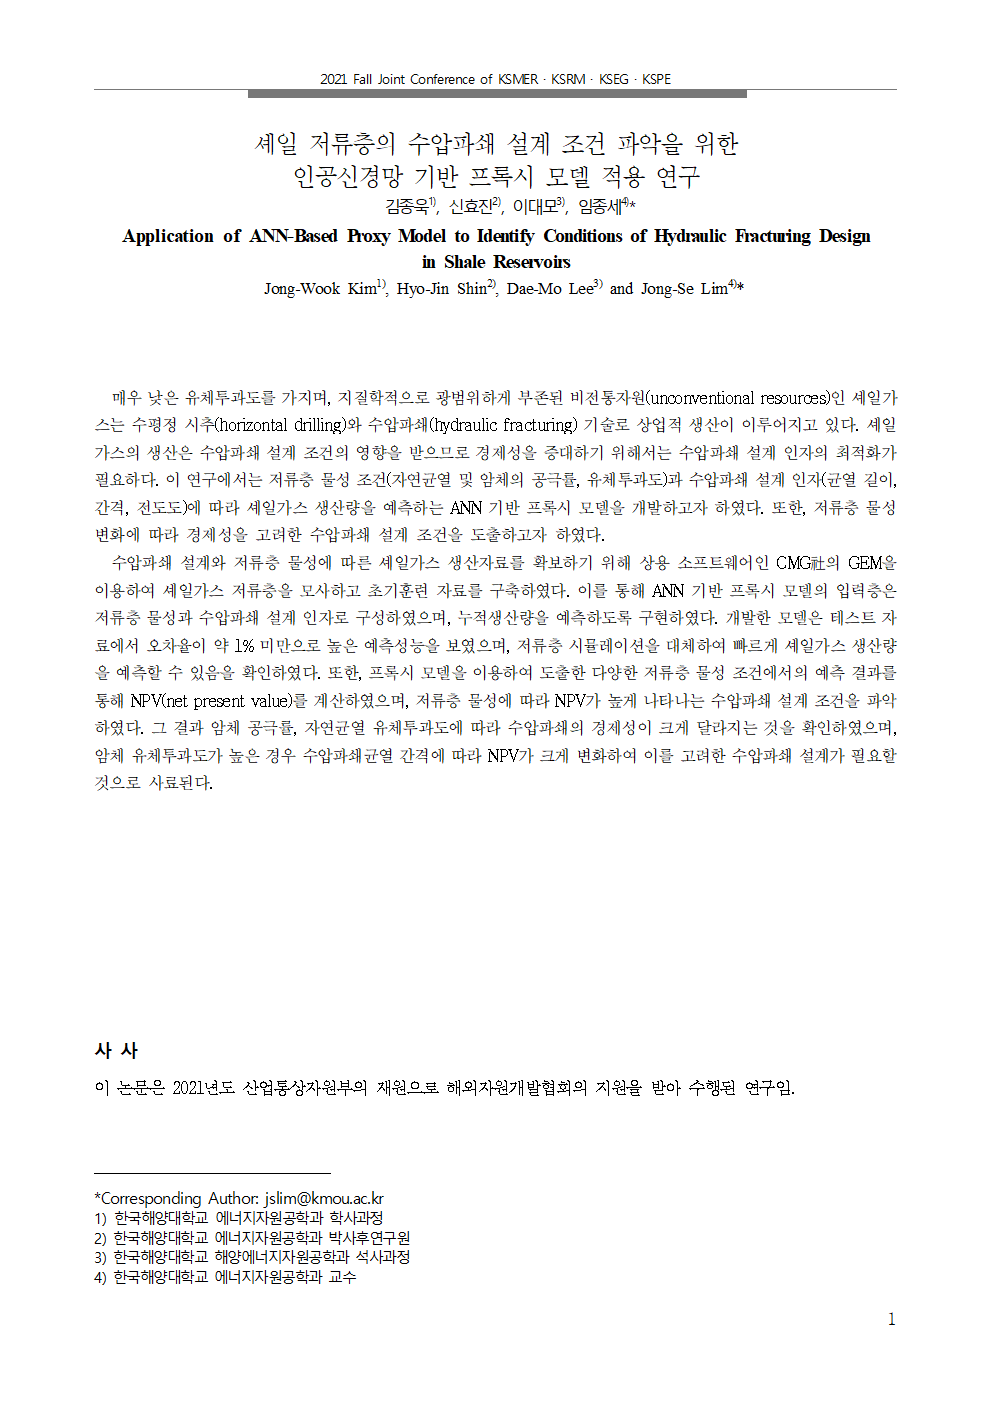 2021 Fall Joint Conference of KSMER · KSRM · KSEG · KSPE
셰일 저류층의 수압파쇄 설계 조건 파악을 위한
인공신경망 기반 프록시 모델 적용 연구
김종욱1), 신효진2), 이대모3), 임종세4)*
Application of ANN-Based Proxy Model to Identify Conditions of Hydraulic Fracturing Design
in Shale Reservoirs
Jong-Wook Kim1), Hyo-Jin Shin2), Dae-Mo Lee3) and Jong-Se Lim4)*
매우 낮은 유체투과도를 가지며, 지질학적으로 광범위하게 부존된 비전통자원(unconventional resources)인 셰일가
스는 수평정 시추(horizontal drilling)와 수압파쇄(hydraulic fracturing) 기술로 상업적 생산이 이루어지고 있다. 셰일
가스의 생산은 수압파쇄 설계 조건의 영향을 받으므로 경제성을 증대하기 위해서는 수압파쇄 설계 인자의 최적화가
필요하다. 이 연구에서는 저류층 물성 조건(자연균열 및 암체의 공극률, 유체투과도)과 수압파쇄 설계 인자(균열 길이,
간격, 전도도)에 따라 셰일가스 생산량을 예측하는 ANN 기반 프록시 모델을 개발하고자 하였다. 또한, 저류층 물성
변화에 따라 경제성을 고려한 수압파쇄 설계 조건을 도출하고자 하였다.
수압파쇄 설계와 저류층 물성에 따른 셰일가스 생산자료를 확보하기 위해 상용 소프트웨어인 CMG社의 GEM을
이용하여 셰일가스 저류층을 모사하고 초기훈련 자료를 구축하였다. 이를 통해 ANN 기반 프록시 모델의 입력층은
저류층 물성과 수압파쇄 설계 인자로 구성하였으며, 누적생산량을 예측하도록 구현하였다. 개발한 모델은 테스트 자
료에서 오차율이 약 1% 미만으로 높은 예측성능을 보였으며, 저류층 시뮬레이션을 대체하여 빠르게 셰일가스 생산량
을 예측할 수 있음을 확인하였다. 또한, 프록시 모델을 이용하여 도출한 다양한 저류층 물성 조건에서의 예측 결과를
통해 NPV(net present value)를 계산하였으며, 저류층 물성에 따라 NPV가 높게 나타나는 수압파쇄 설계 조건을 파악
하였다. 그 결과 암체 공극률, 자연균열 유체투과도에 따라 수압파쇄의 경제성이 크게 달라지는 것을 확인하였으며,
암체 유체투과도가 높은 경우 수압파쇄균열 간격에 따라 NPV가 크게 변화하여 이를 고려한 수압파쇄 설계가 필요할
것으로 사료된다.
사 사
이 논문은 2021년도 산업통상자원부의 재원으로 해외자원개발협회의 지원을 받아 수행된 연구임.
*Corresponding Author: jslim@kmou.ac.kr
1) 한국해양대학교 에너지자원공학과 학사과정
2) 한국해양대학교 에너지자원공학과 박사후연구원
3) 한국해양대학교 해양에너지자원공학과 석사과정
4) 한국해양대학교 에너지자원공학과 교수
1